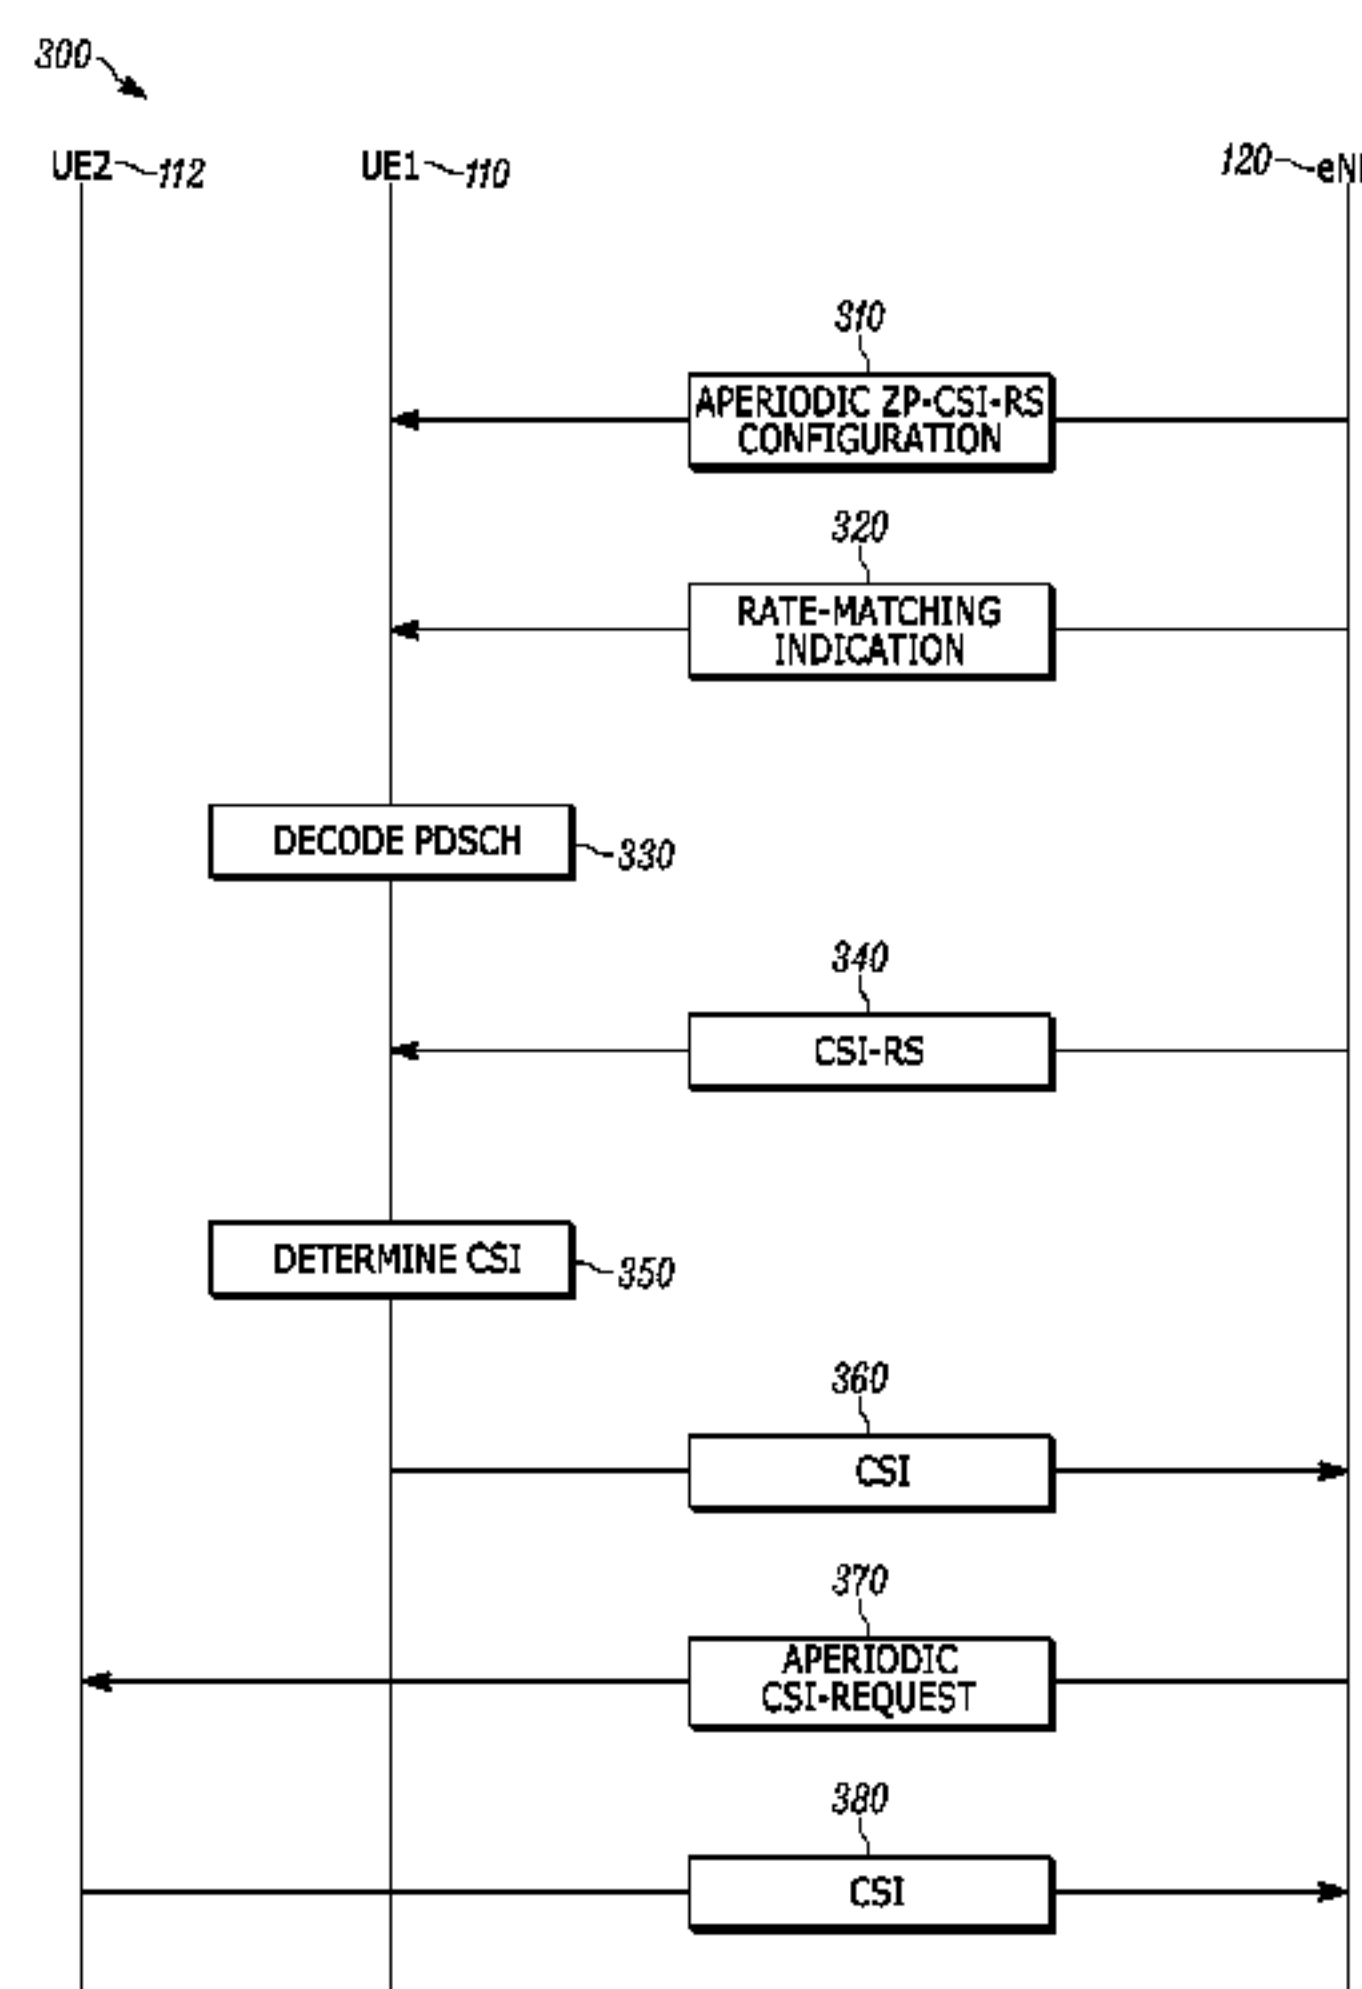 300
UE2 112 UE1 110 120
310
APERIODIC ZP-CSI-RS
CONFIGURATION
320
RATE-MATCHING
INDICATION
DECODE PDSCH 330
340
CSI-RS
DETERMINE CSI 350
360
CSI
370
APERIODIC
CSI-REQUEST
380
CSI